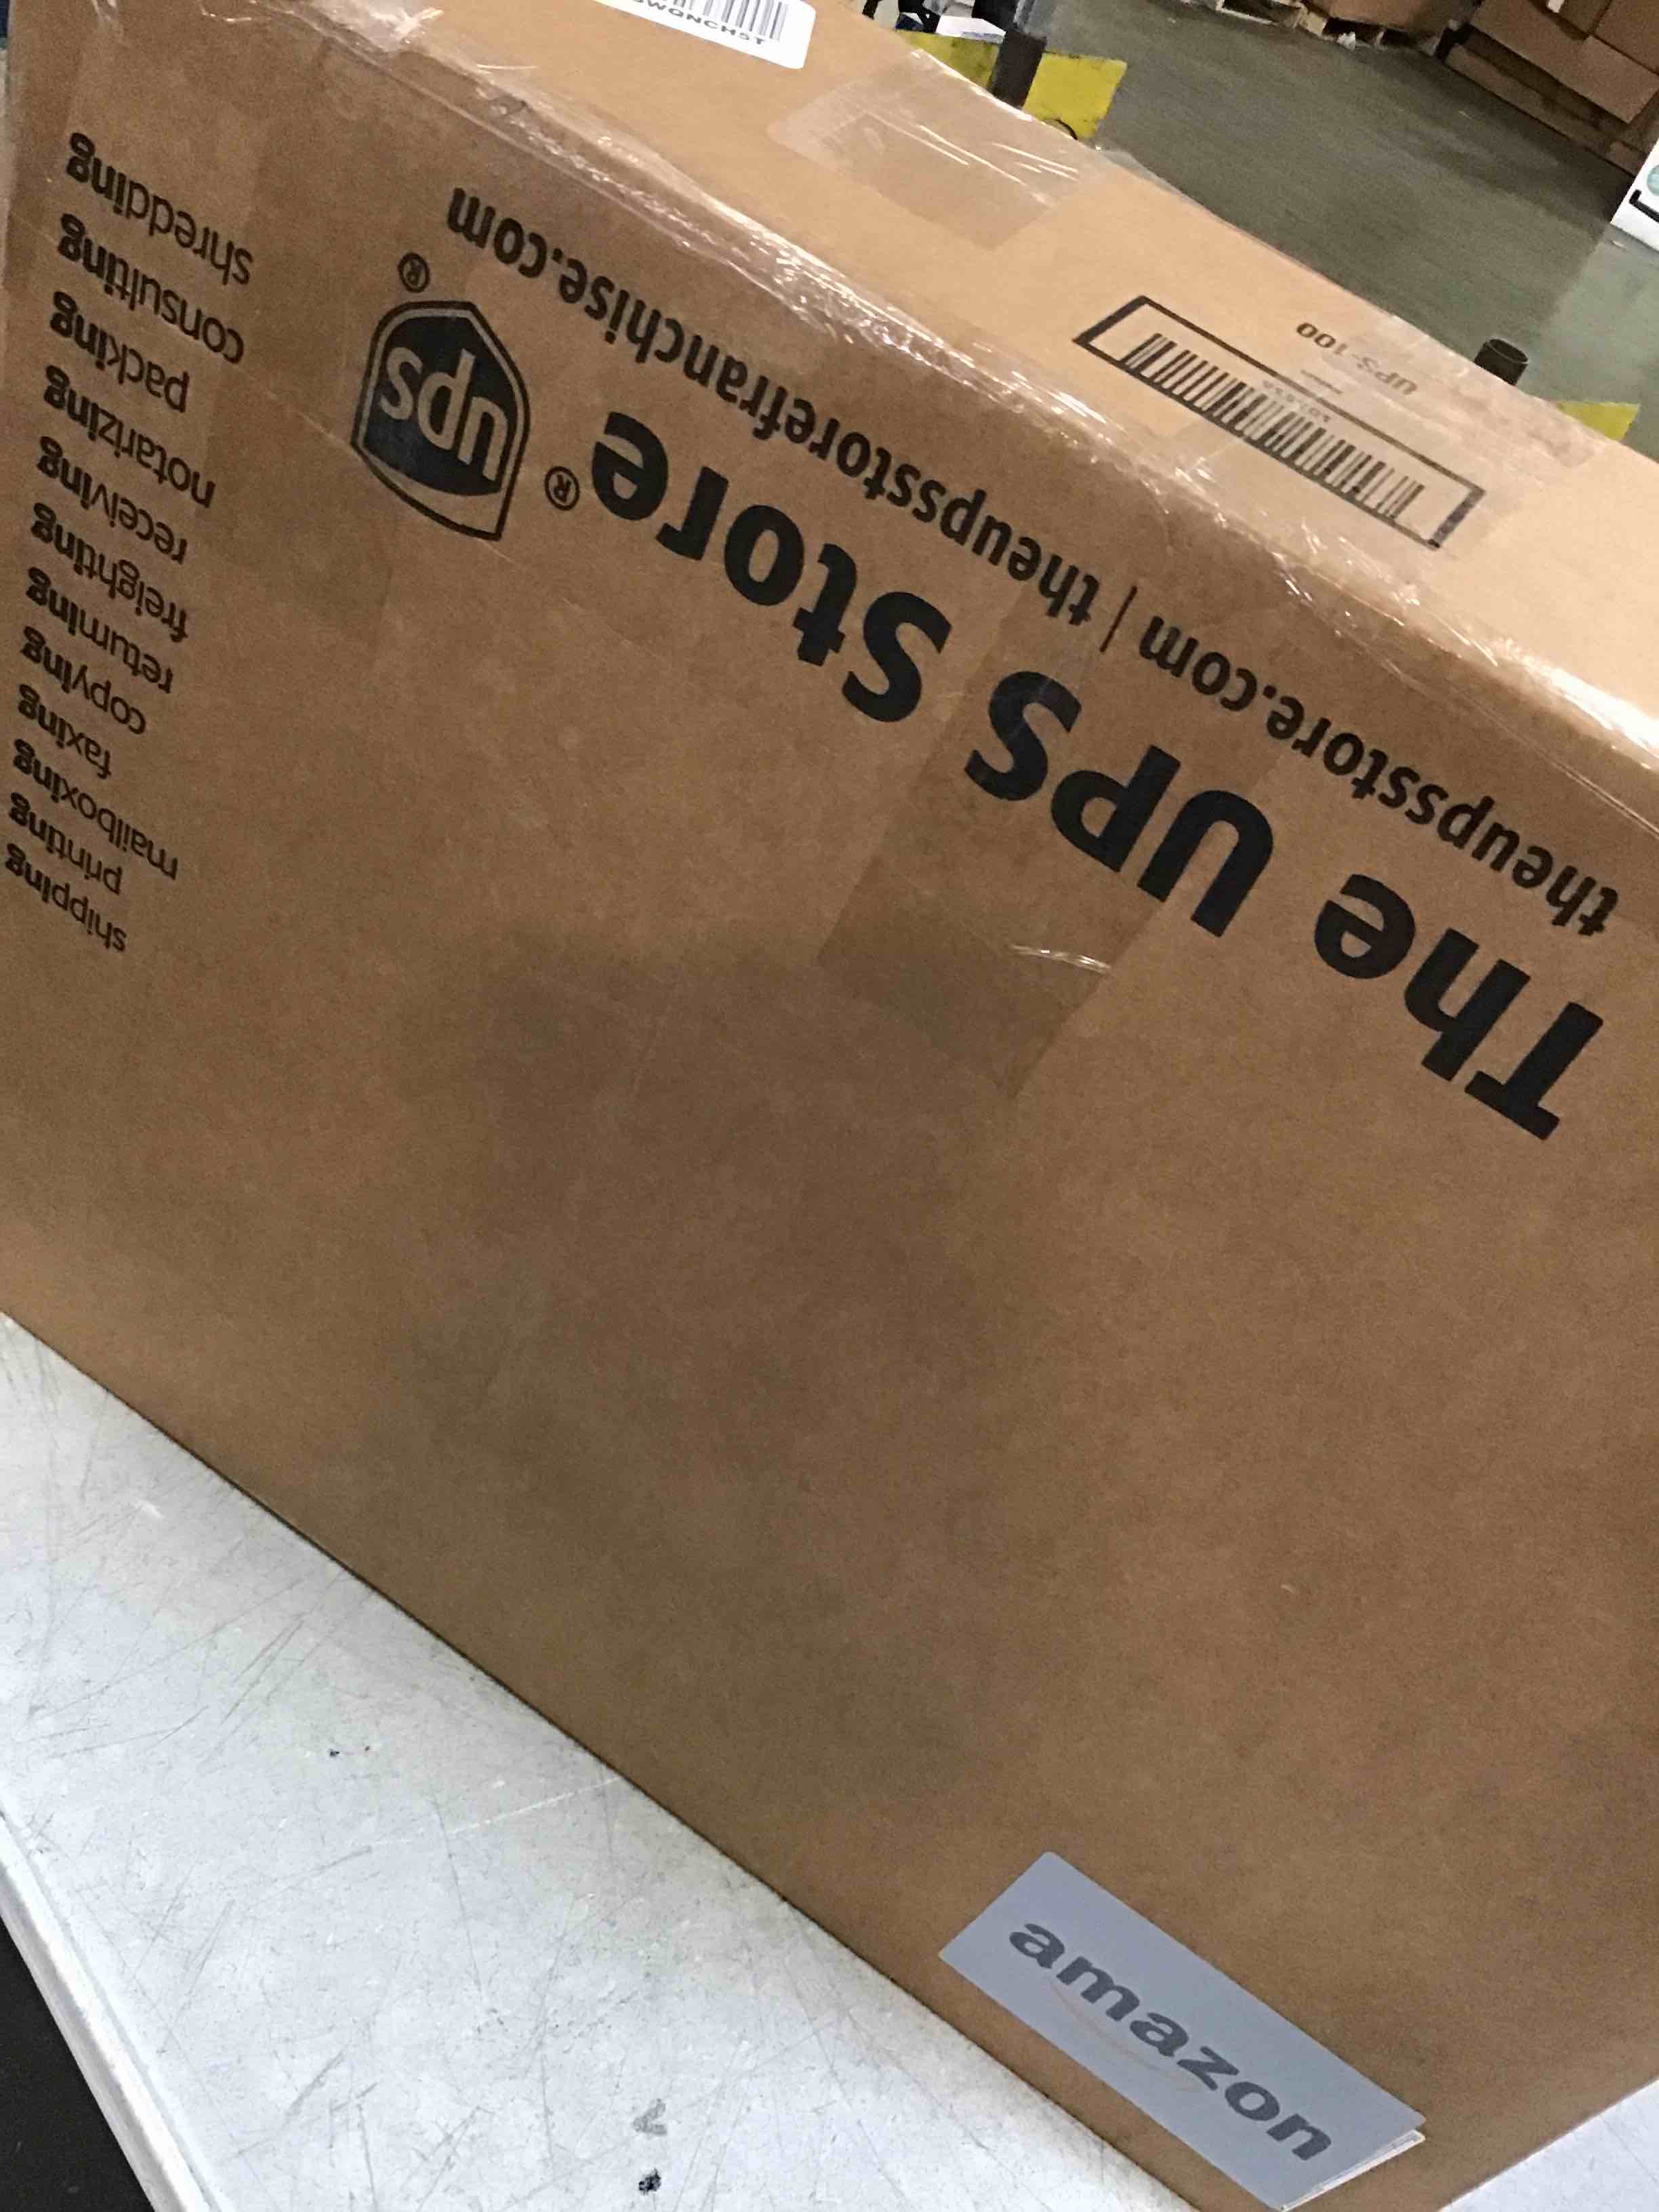 The UPS Store®
theupsstore.com | theupsstorefranchise.com
ups®
shipping
printing
mailboxing
faxing
copying
returning
freighting
receiving
notarizing
packing
consulting
shredding
UPS-100
amazon